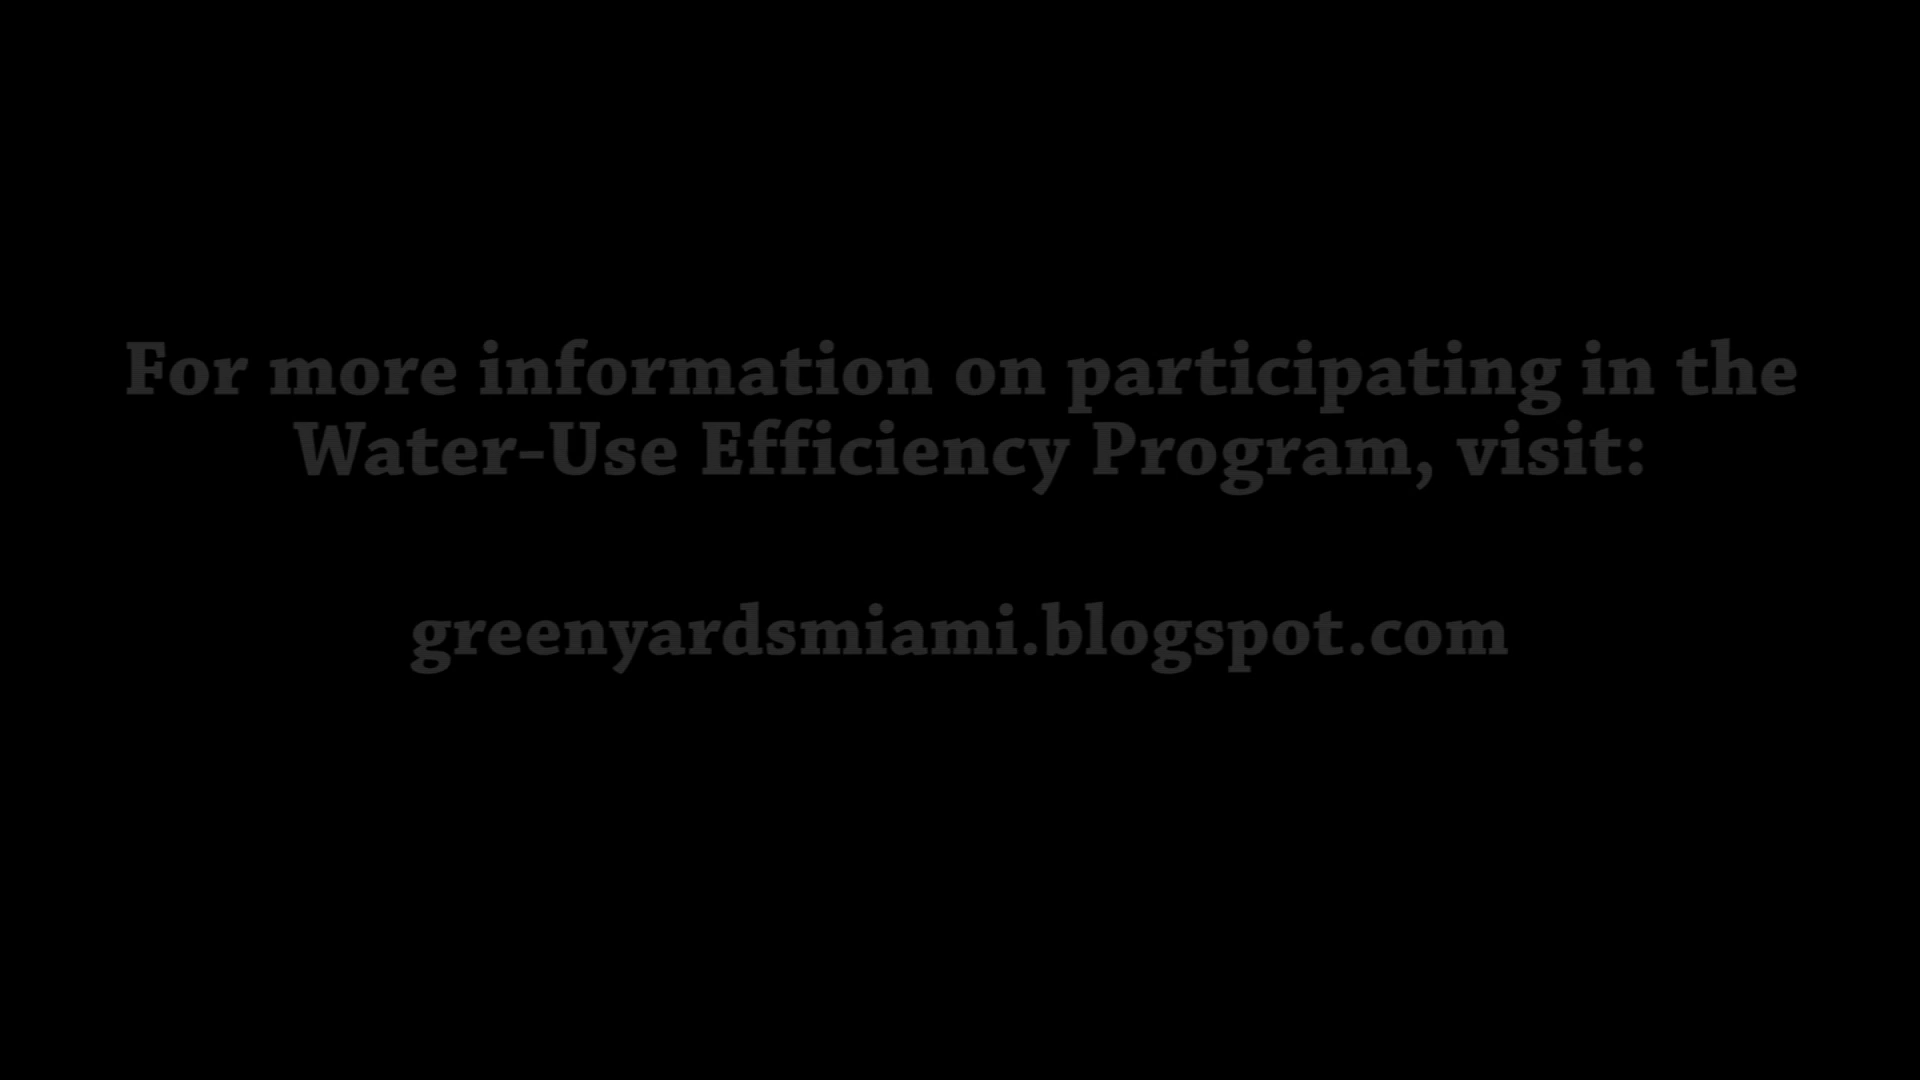 For more information on participating in the
Water-Use Efficiency Program, visit:
greenyardsmiami.blogspot.com